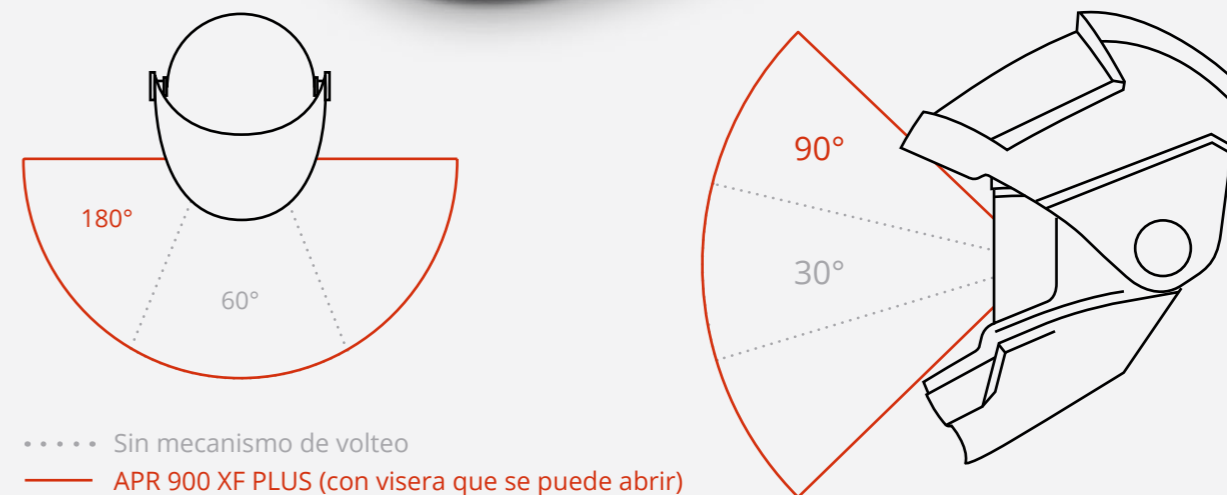 180°
60°
90°
30°
Sin mecanismo de volteo
APR 900 XF PLUS (con visera que se puede abrir)